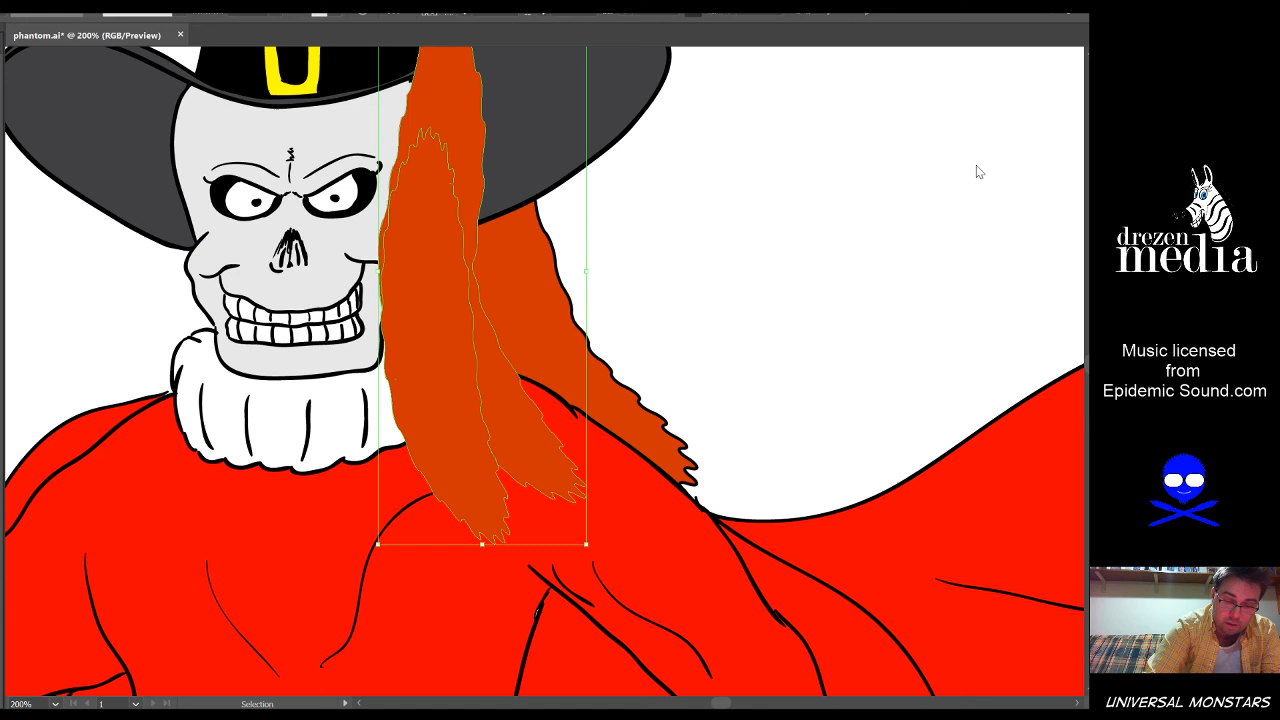 phantom.ai* @ 200% (RGB/Preview)
×
drezen
media
Music licensed
from
Epidemic Sound.com
200%
1
Selection
UNIVERSAL MONSTARS